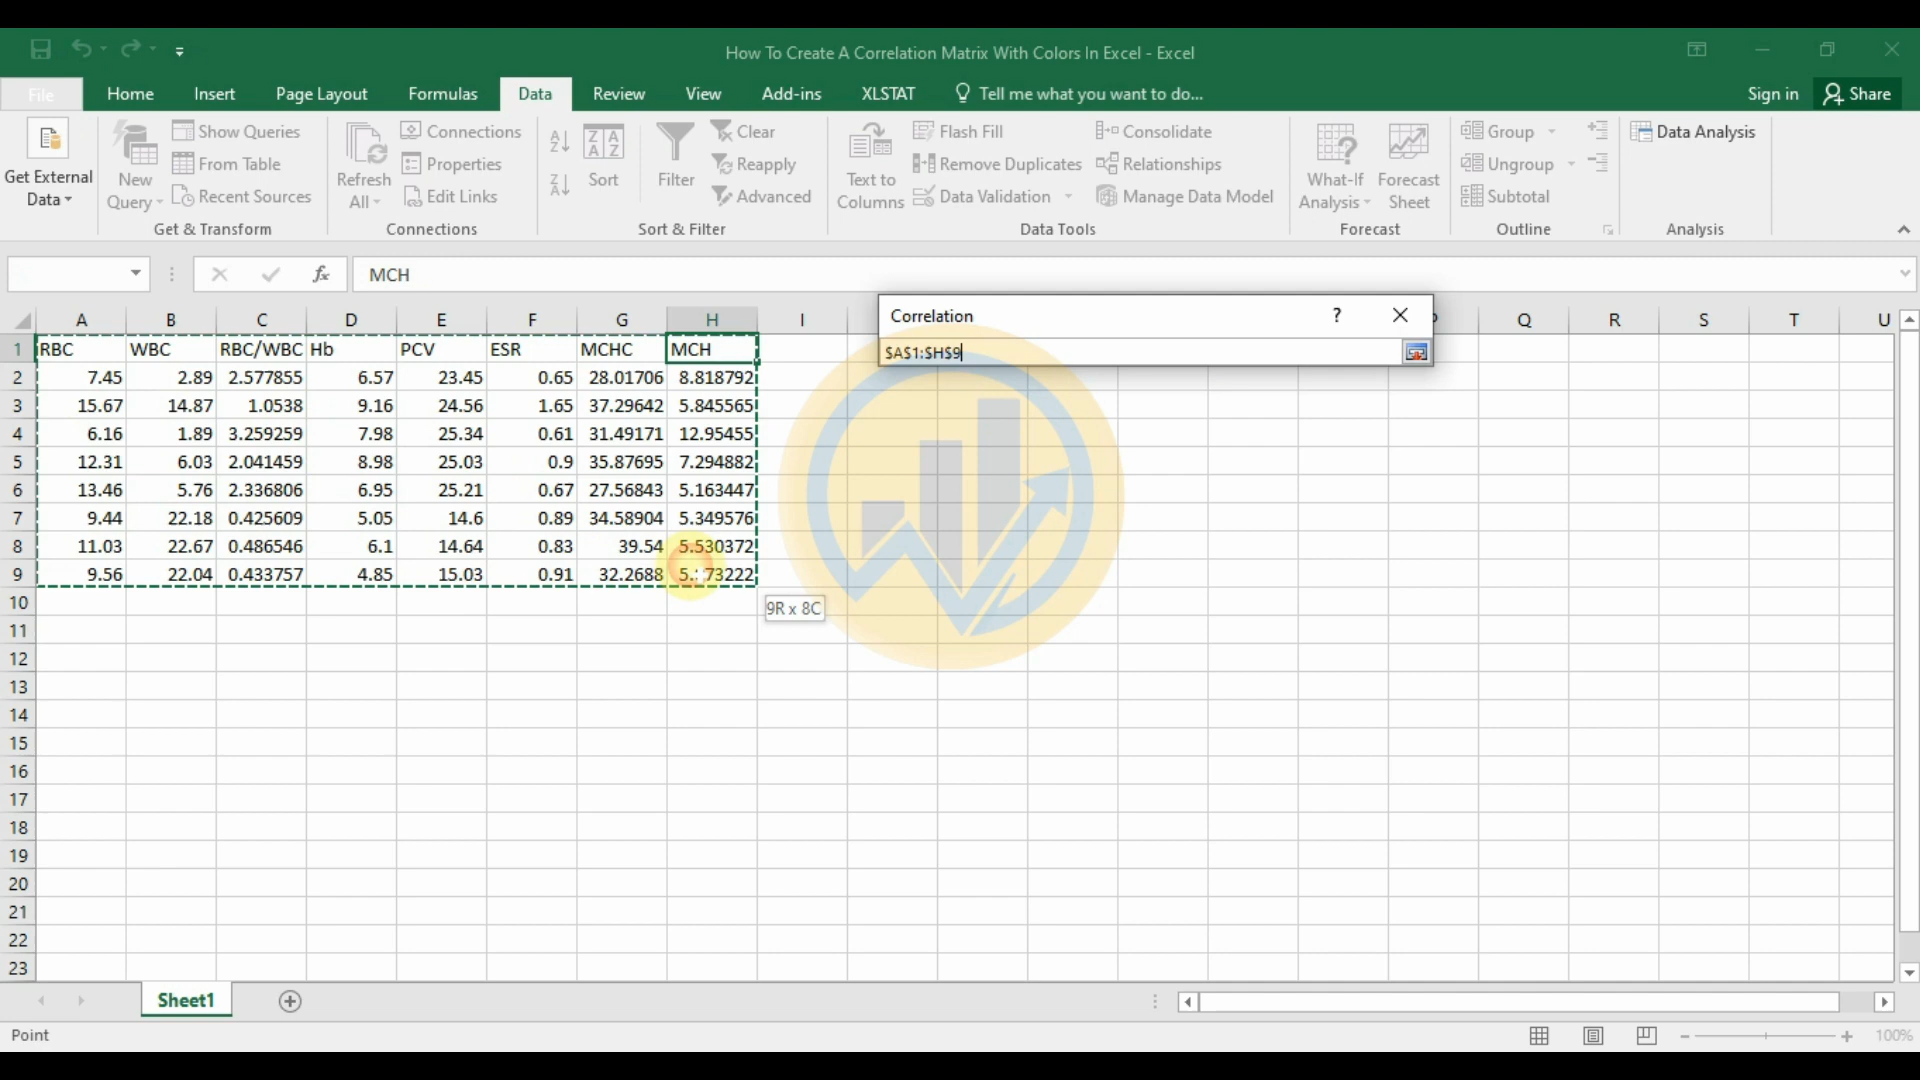 How To Create A Correlation Matrix With Colors In Excel - Excel
File Home Insert Page Layout Formulas Data Review View Add-ins XLSTAT Tell me what you want to do... Sign in Share
Get External Data
New Query
Show Queries
From Table
Recent Sources
Get & Transform
Refresh All
Connections
Properties
Edit Links
Connections
Sort
Filter
Clear
Reapply
Advanced
Sort & Filter
Text to Columns
Flash Fill
Remove Duplicates
Data Validation
Consolidate
Relationships
Manage Data Model
Data Tools
What-If Analysis
Forecast Sheet
Forecast
Group
Ungroup
Subtotal
Outline
Data Analysis
Analysis
fx MCH
Correlation ?
$A$1:$H$9
A B C D E F G H I Q R S T U
1 RBC WBC RBC/WBC Hb PCV ESR MCHC MCH
2 7.45 2.89 2.577855 6.57 23.45 0.65 28.01706 8.818792
3 15.67 14.87 1.0538 9.16 24.56 1.65 37.29642 5.845565
4 6.16 1.89 3.259259 7.98 25.34 0.61 31.49171 12.95455
5 12.31 6.03 2.041459 8.98 25.03 0.9 35.87695 7.294882
6 13.46 5.76 2.336806 6.95 25.21 0.67 27.56843 5.163447
7 9.44 22.18 0.425609 5.05 14.6 0.89 34.58904 5.349576
8 11.03 22.67 0.486546 6.1 14.64 0.83 39.54 5.530372
9 9.56 22.04 0.433757 4.85 15.03 0.91 32.2688
9R x 8C
10
11
12
13
14
15
16
17
18
19
20
21
22
23
Sheet1
Point
100%